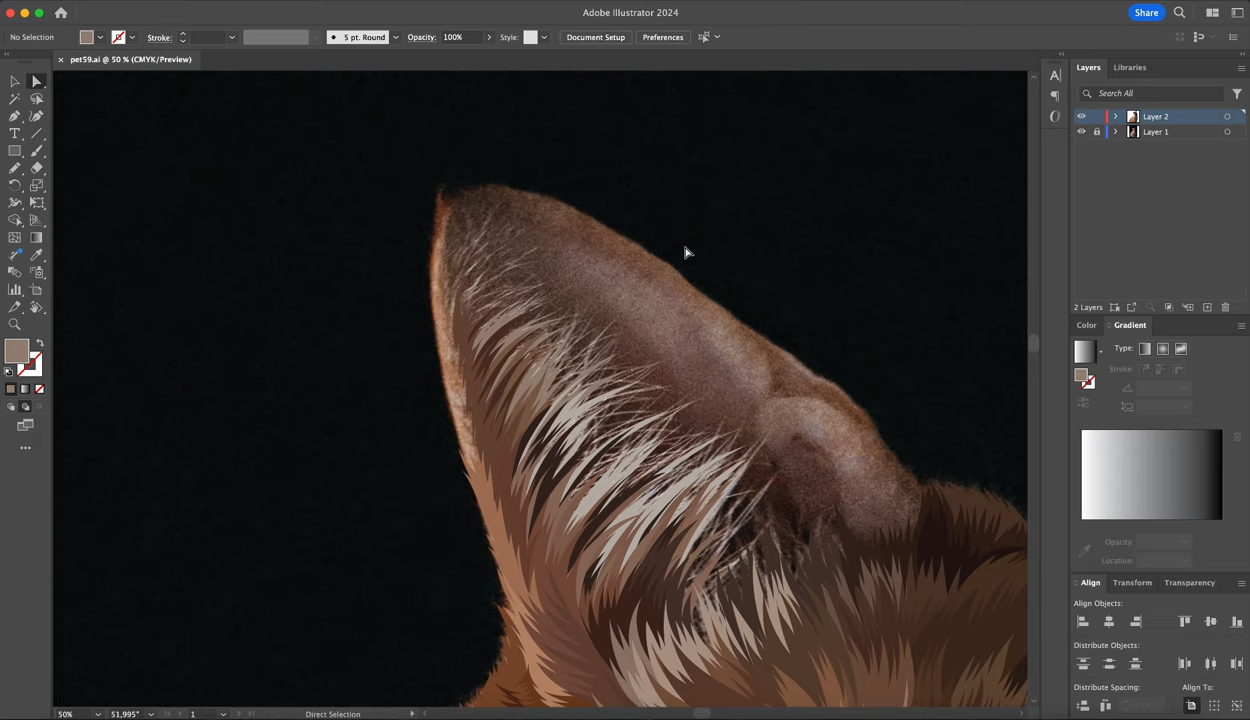 Adobe Illustrator 2024
Share
No Selection
Stroke:
5 pt. Round
Opacity: 100%
Style:
Document Setup
Preferences
pet59.ai @ 50 % (CMYK/Preview)
Layers
Libraries
Search All
Layer 2
Layer 1
2 Layers
Color
Gradient
Type:
Stroke:
Opacity:
Location:
Align
Transform
Transparency
Align Objects:
Distribute Objects:
Distribute Spacing:
Align To:
50%
51,995°
1
Direct Selection